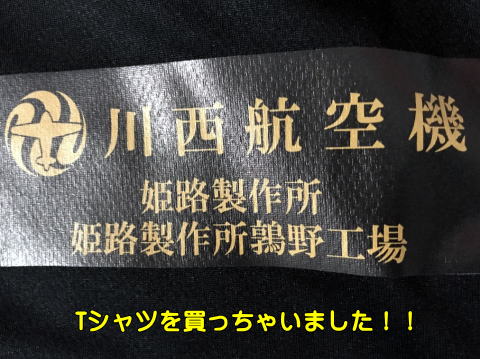 川西航空機
姫路製作所
姫路製作所鶉野工場
Tシャツを買っちゃいました！！